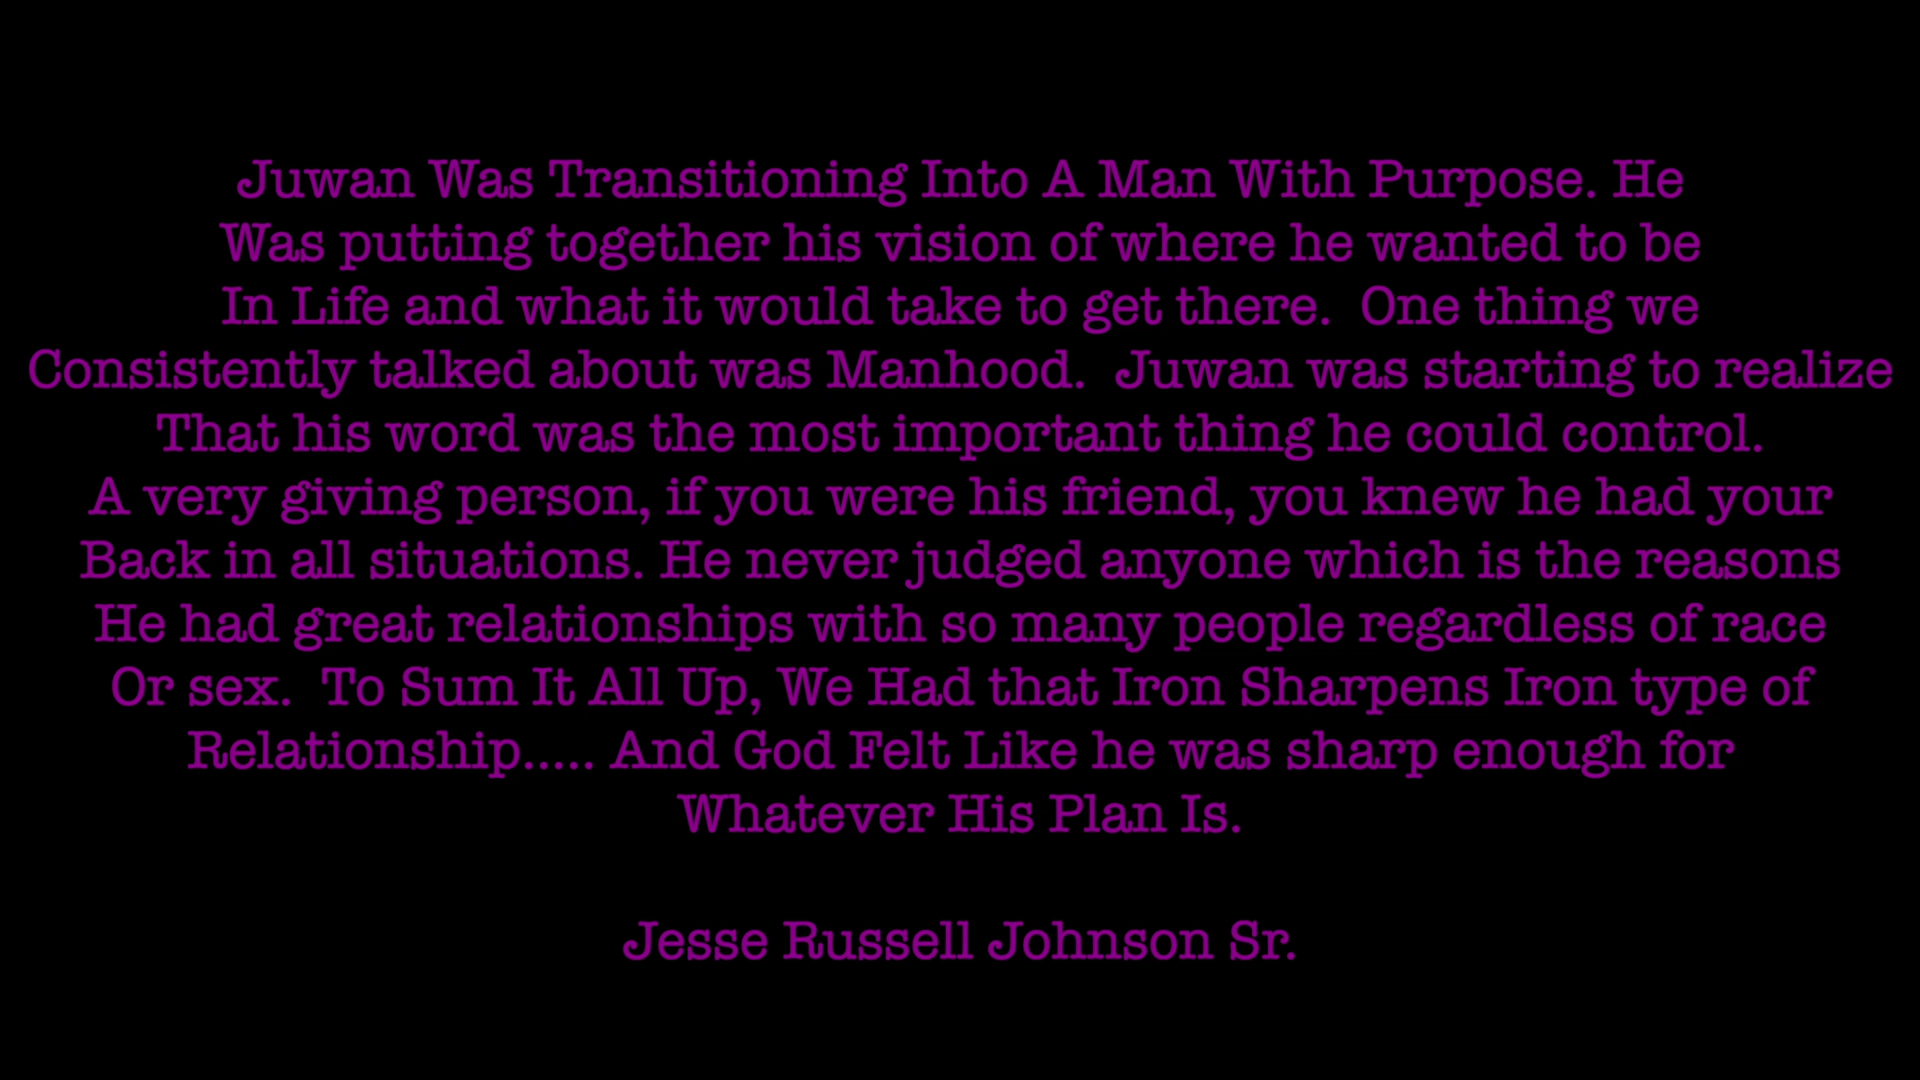 Juwan Was Transitioning Into A Man With Purpose. He
Was putting together his vision of where he wanted to be
In Life and what it would take to get there.  One thing we
Consistently talked about was Manhood.  Juwan was starting to realize
That his word was the most important thing he could control.
A very giving person, if you were his friend, you knew he had your
Back in all situations. He never judged anyone which is the reasons
He had great relationships with so many people regardless of race
Or sex.  To Sum It All Up, We Had that Iron Sharpens Iron type of
Relationship..... And God Felt Like he was sharp enough for
Whatever His Plan Is.
Jesse Russell Johnson Sr.